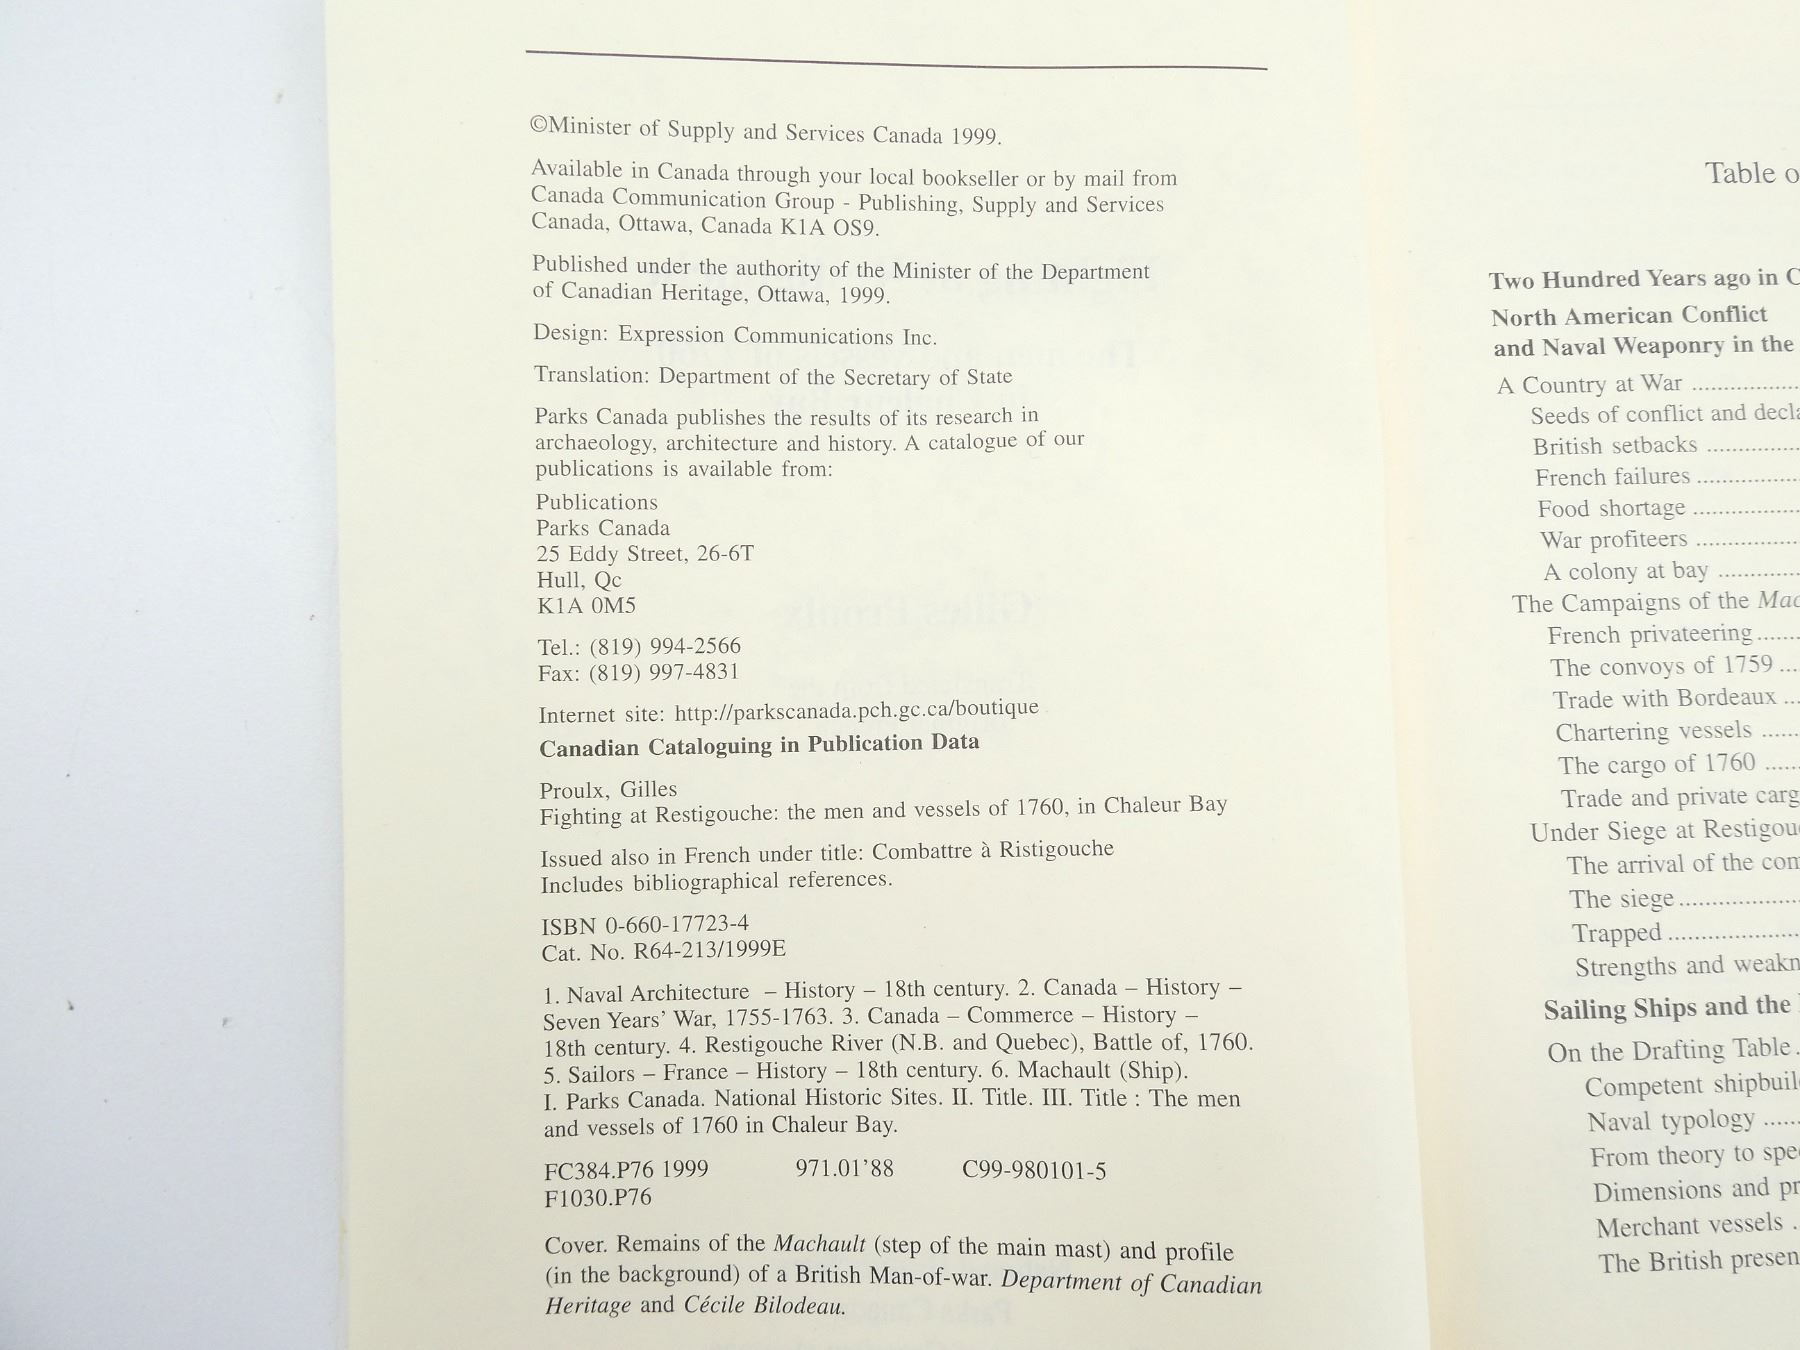 ©Minister of Supply and Services Canada 1999.
Available in Canada through your local bookseller or by mail from
Canada Communication Group - Publishing, Supply and Services
Canada, Ottawa, Canada K1A OS9.
Published under the authority of the Minister of the Department
of Canadian Heritage, Ottawa, 1999.
Design: Expression Communications Inc.
Translation: Department of the Secretary of State
Parks Canada publishes the results of its research in
archaeology, architecture and history. A catalogue of our
publications is available from:
Publications
Parks Canada
25 Eddy Street, 26-6T
Hull, Qc
K1A 0M5
Tel.: (819) 994-2566
Fax: (819) 997-4831
Internet site: http://parkscanada.pch.gc.ca/boutique
Canadian Cataloguing in Publication Data
Proulx, Gilles
Fighting at Restigouche: the men and vessels of 1760, in Chaleur Bay
Issued also in French under title: Combattre à Ristigouche
Includes bibliographical references.
ISBN 0-660-17723-4
Cat. No. R64-213/1999E
1. Naval Architecture – History – 18th century. 2. Canada – History –
Seven Years' War, 1755-1763. 3. Canada – Commerce – History –
18th century. 4. Restigouche River (N.B. and Quebec), Battle of, 1760.
5. Sailors – France – History – 18th century. 6. Machault (Ship).
I. Parks Canada. National Historic Sites. II. Title. III. Title : The men
and vessels of 1760 in Chaleur Bay.
FC384.P76 1999 971.01'88 C99-980101-5
F1030.P76
Cover. Remains of the Machault (step of the main mast) and profile
(in the background) of a British Man-of-war. Department of Canadian
Heritage and Cécile Bilodeau.
Table o
Two Hundred Years ago in C
North American Conflict
and Naval Weaponry in the
A Country at War ................
Seeds of conflict and decla
British setbacks ..............
French failures ................
Food shortage ................
War profiteers ................
A colony at bay .............
The Campaigns of the Mac
French privateering......
The convoys of 1759 ...
Trade with Bordeaux ...
Chartering vessels ......
The cargo of 1760 .....
Trade and private carg
Under Siege at Restigouc
The arrival of the con
The siege..................
Trapped....................
Strengths and weakn
Sailing Ships and the
On the Drafting Table.
Competent shipbuil
Naval typology ......
From theory to spe
Dimensions and pr
Merchant vessels .
The British presen